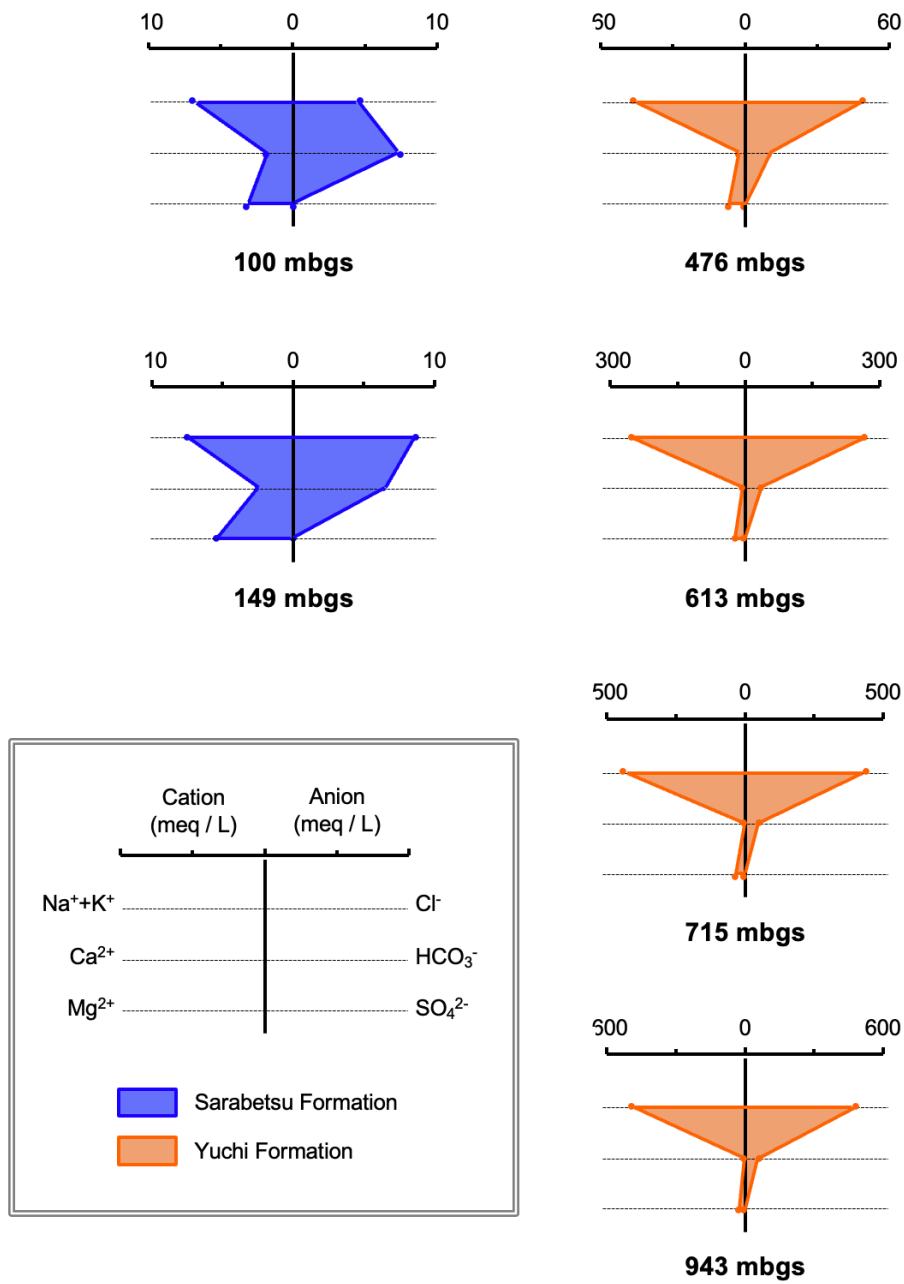 10 0 10
60 0 60
100 mbgs
476 mbgs
10 0 10
300 0 300
149 mbgs
613 mbgs
500 0 500
715 mbgs
Cation
(meq / L)
Anion
(meq / L)
Na⁺+K⁺
Cl⁻
Ca²⁺
HCO₃⁻
Mg²⁺
SO₄²⁻
Sarabetsu Formation
Yuchi Formation
600 0 600
943 mbgs